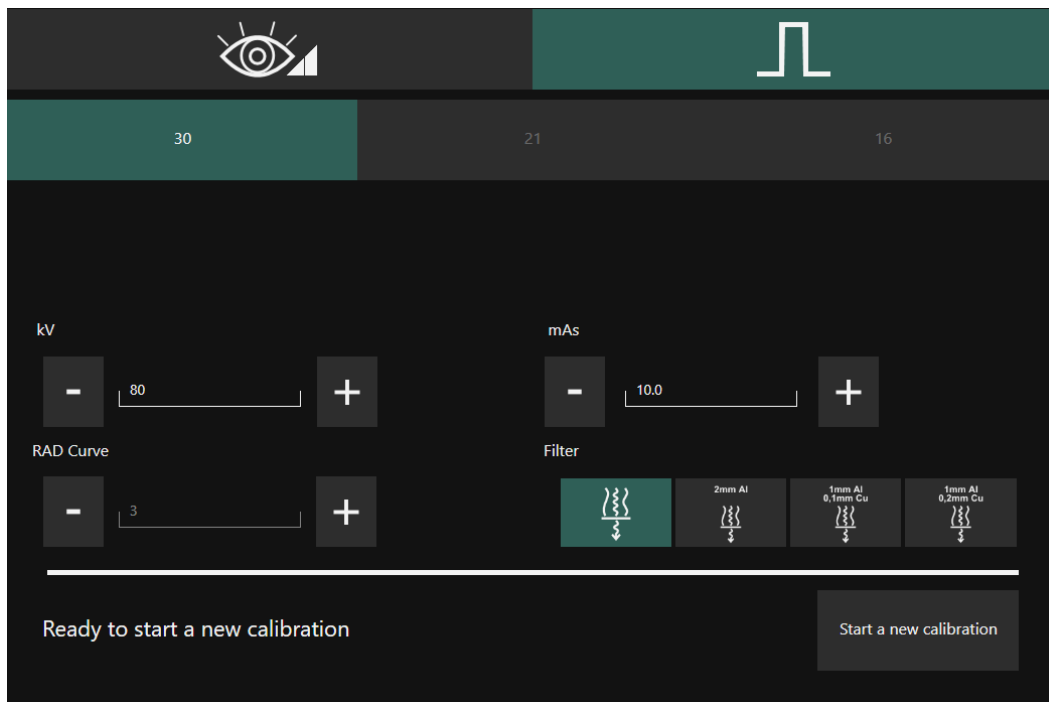 30
21
16
kV
mAs
- 80 +
- 10.0 +
RAD Curve
Filter
- 3 +
2mm Al
1mm Al
0,1mm Cu
1mm Al
0,2mm Cu
Ready to start a new calibration
Start a new calibration